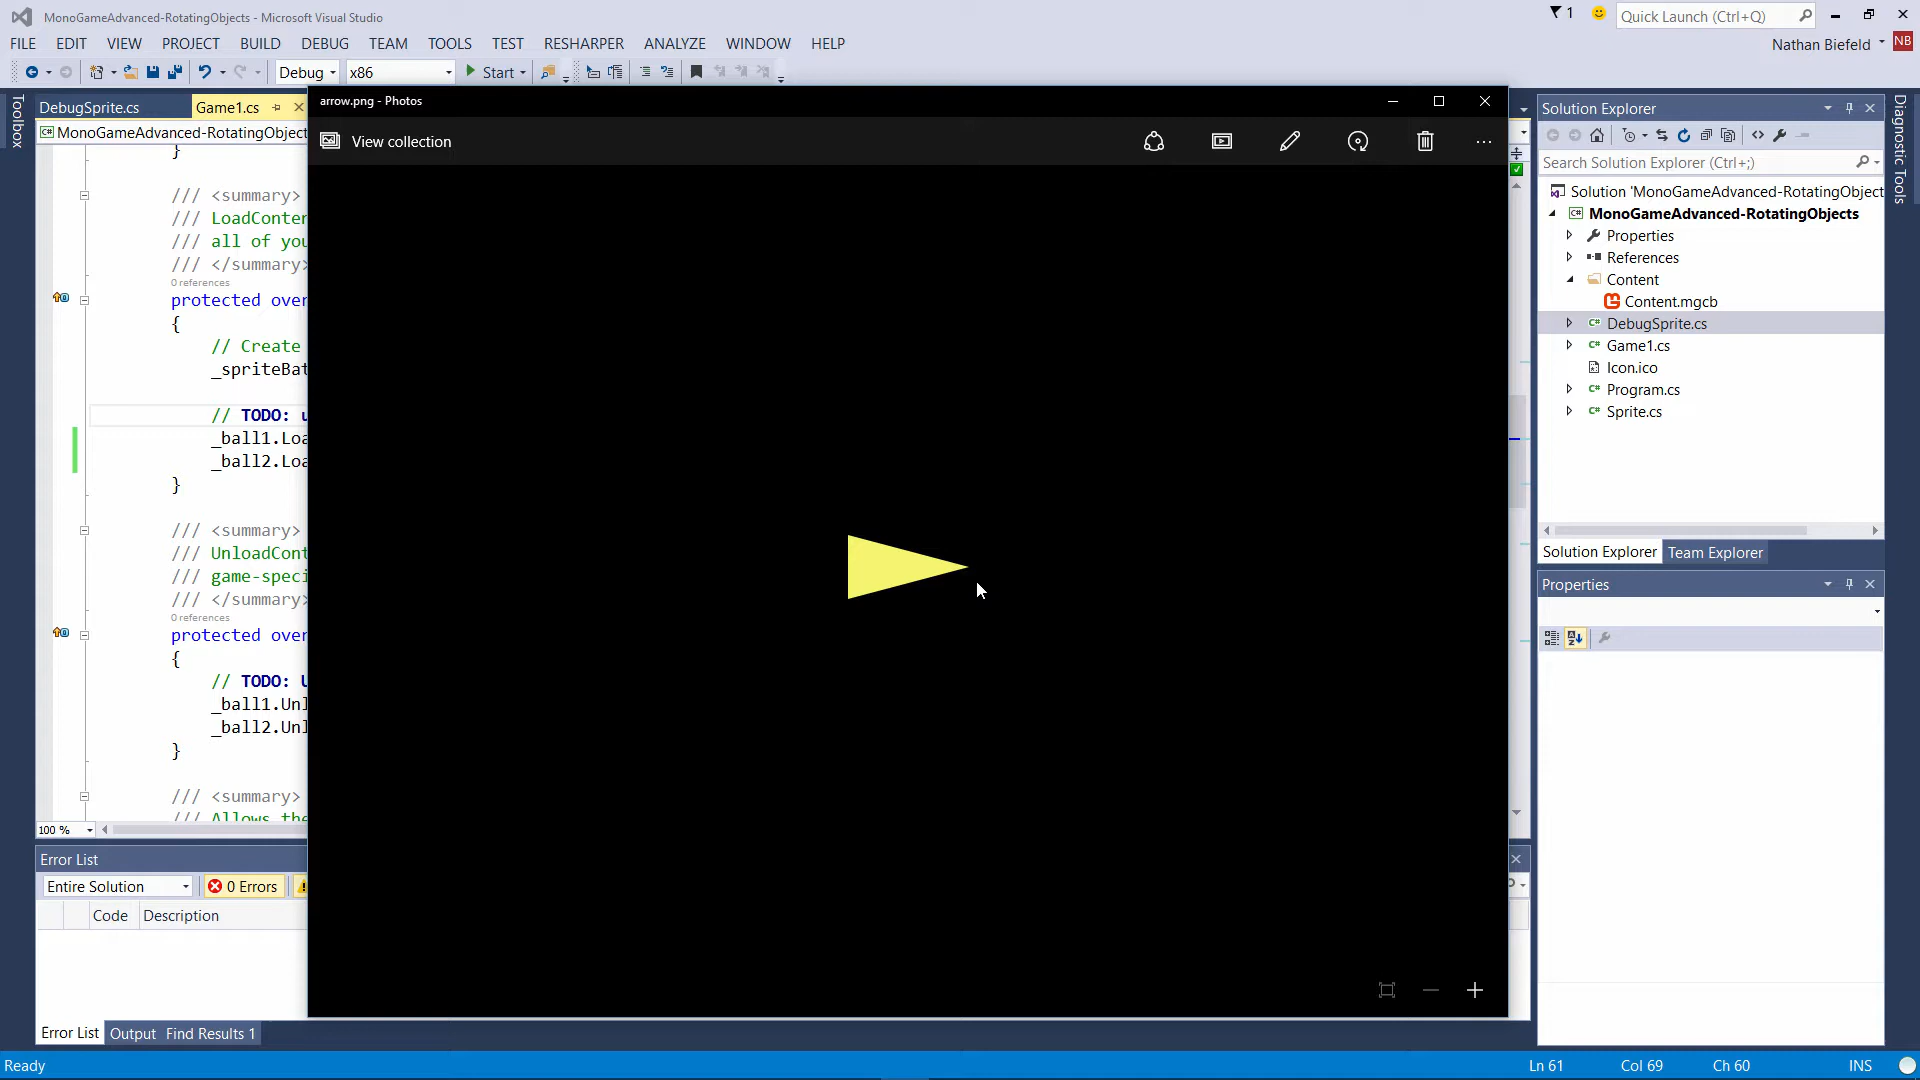 MonoGameAdvanced-RotatingObjects - Microsoft Visual Studio
1
Quick Launch (Ctrl+Q)
FILE EDIT VIEW PROJECT BUILD DEBUG TEAM TOOLS TEST RESHARPER ANALYZE WINDOW HELP
Nathan Biefeld NB
Debug x86 Start
Toolbox
DebugSprite.cs Game1.cs
MonoGameAdvanced-RotatingObject
}
/// <summary>
/// LoadConten
/// all of you
/// </summary>
0 references
protected over
{
// Create
_spriteBat
// TODO: u
_ball1.Loa
_ball2.Loa
}
/// <summary>
/// UnloadCont
/// game-speci
/// </summary>
0 references
protected over
{
// TODO: U
_ball1.Unl
_ball2.Unl
}
/// <summary>
/// Allows the
100 %
Error List
Entire Solution 0 Errors
Code Description
Error List Output Find Results 1
arrow.png - Photos
View collection
Solution Explorer
Search Solution Explorer (Ctrl+;)
Solution 'MonoGameAdvanced-RotatingObject
MonoGameAdvanced-RotatingObjects
Properties
References
Content
Content.mgcb
DebugSprite.cs
Game1.cs
Icon.ico
Program.cs
Sprite.cs
Solution Explorer Team Explorer
Properties
Diagnostic Tools
Ready Ln 61 Col 69 Ch 60 INS